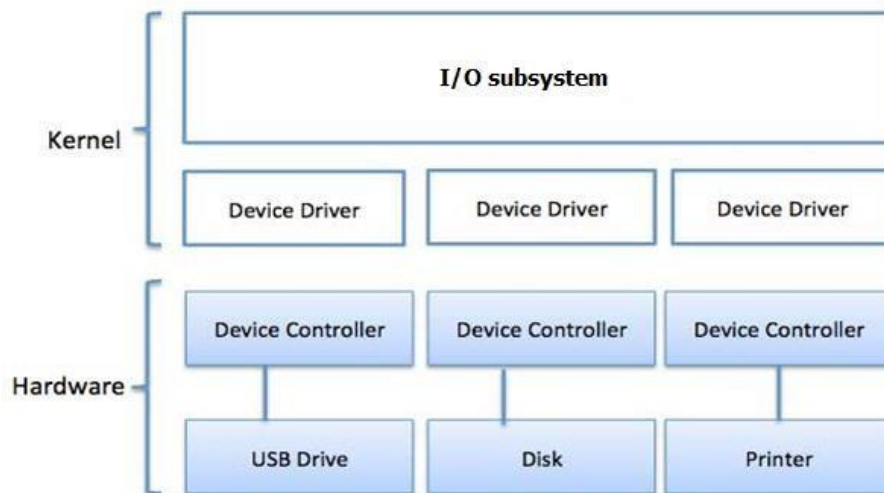 I/O subsystem
Kernel
Device Driver Device Driver Device Driver
Device Controller Device Controller Device Controller
Hardware
USB Drive Disk Printer